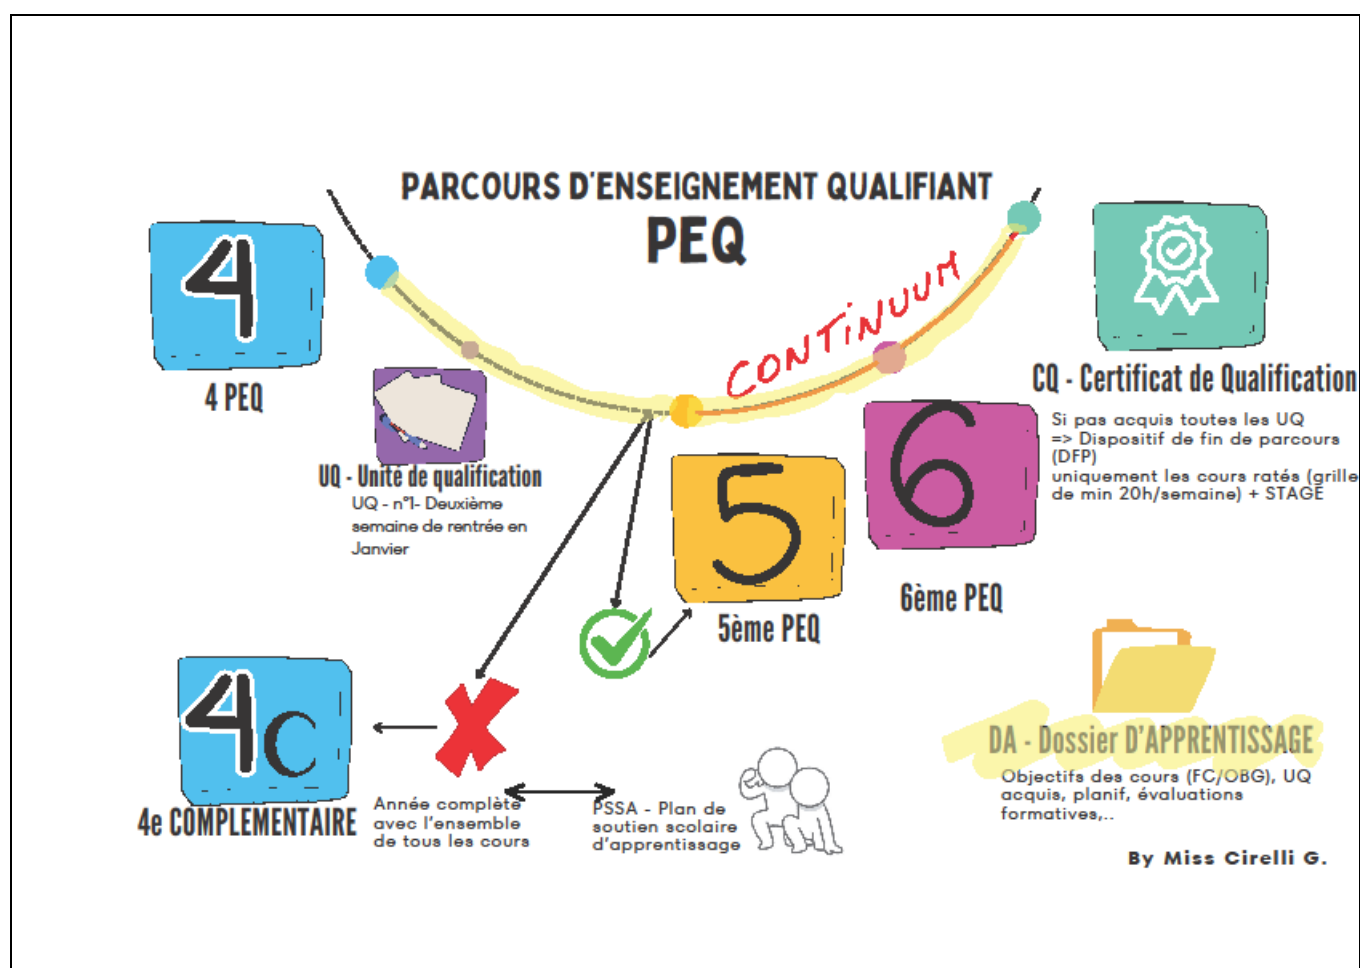 PARCOURS D'ENSEIGNEMENT QUALIFIANT
PEQ
4
4 PEQ
UQ - Unité de qualification
UQ - n°1- Deuxième
semaine de rentrée en
Janvier
CONTINUUM
5
5ème PEQ
6
6ème PEQ
CQ - Certificat de Qualification
Si pas acquis toutes les UQ
=> Dispositif de fin de parcours
(DFP)
uniquement les cours ratés (grille
de min 20h/semaine) + STAGE
4C
4e COMPLEMENTAIRE
Année complète
avec l'ensemble
de tous les cours
PSSA - Plan de
soutien scolaire
d'apprentissage
DA - Dossier D'APPRENTISSAGE
Objectifs des cours (FC/OBG), UQ
acquis, planif, évaluations
formatives,..
By Miss Cirelli G.